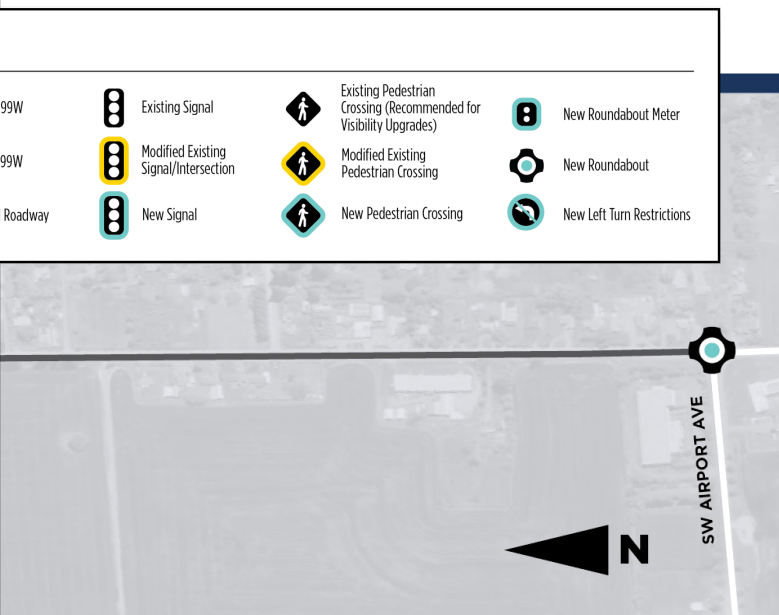 99W
99W
Roadway
Existing Signal
Modified Existing
Signal/Intersection
New Signal
Existing Pedestrian
Crossing (Recommended for
Visibility Upgrades)
Modified Existing
Pedestrian Crossing
New Pedestrian Crossing
New Roundabout Meter
New Roundabout
New Left Turn Restrictions
SW AIRPORT AVE
N